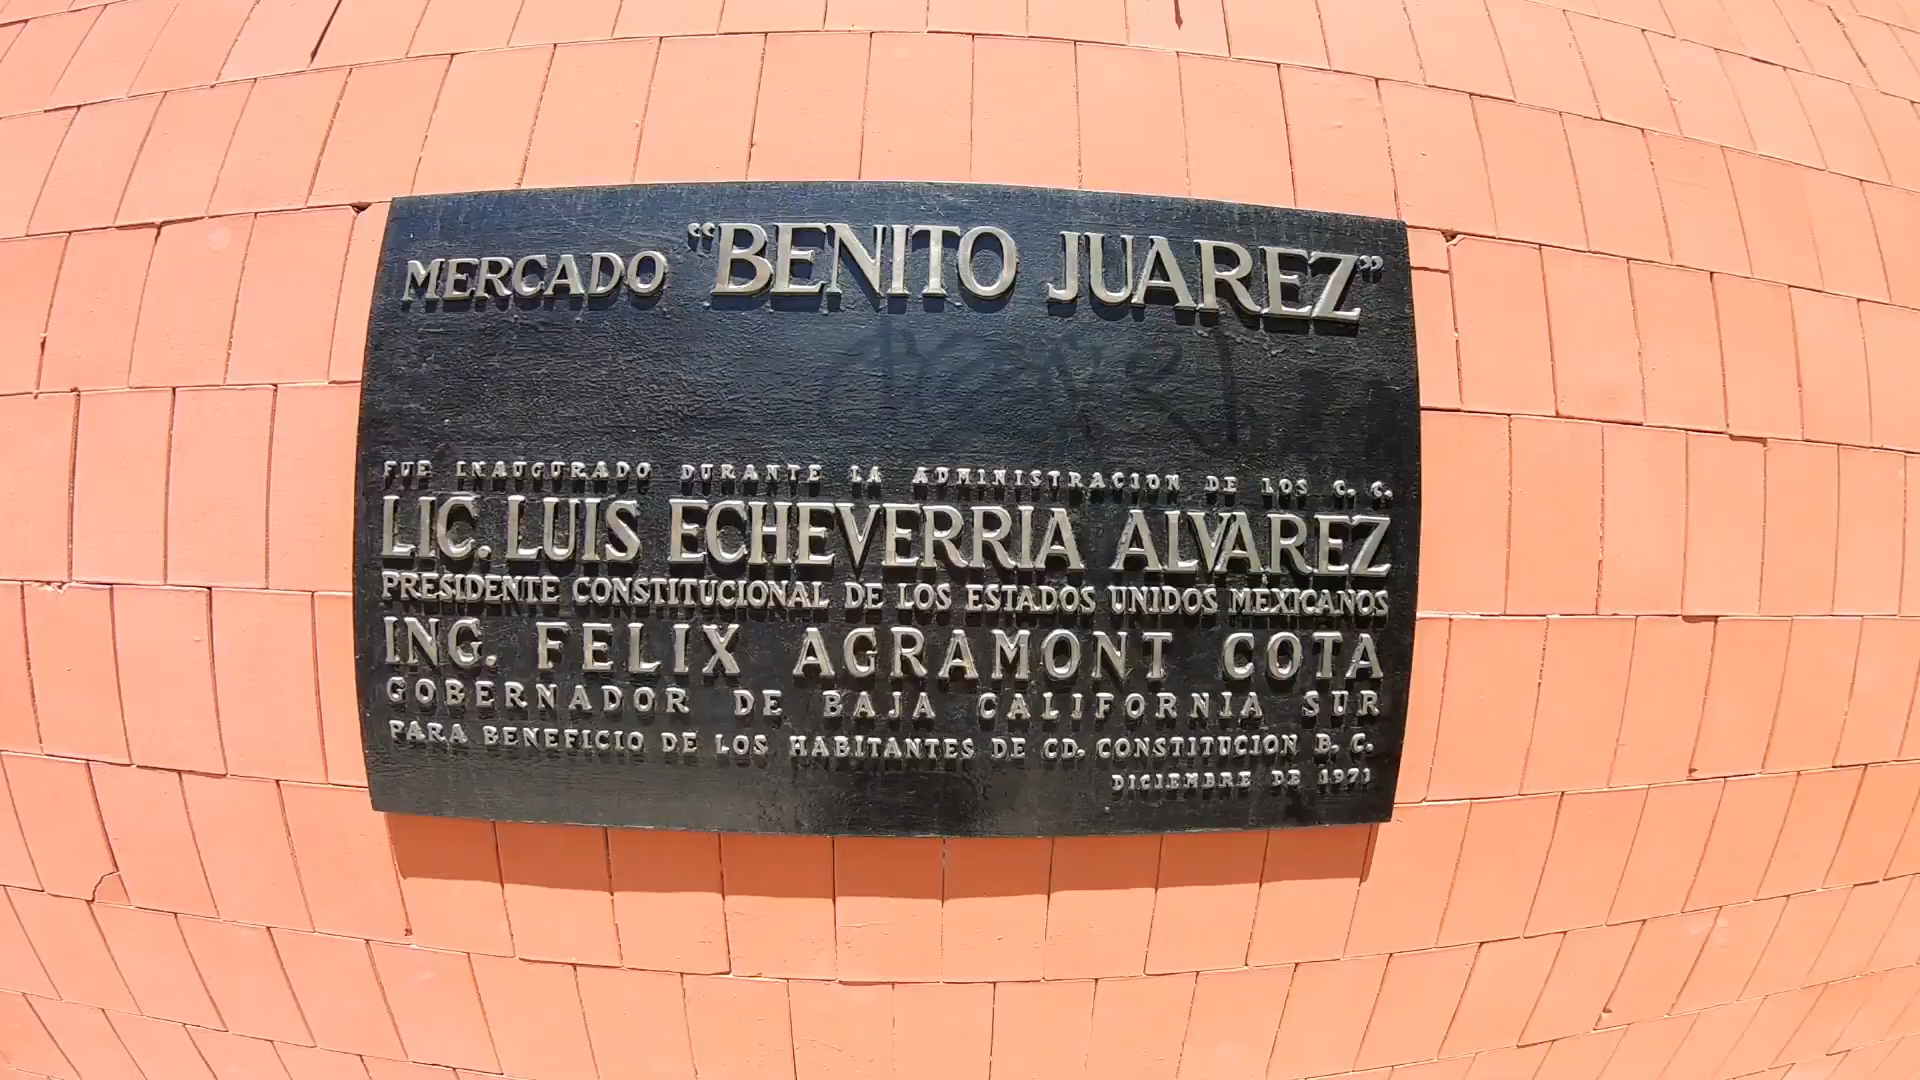 MERCADO “BENITO JUAREZ”
FUE INAUGURADO DURANTE LA ADMINISTRACION DE LOS C. C.
LIC. LUIS ECHEVERRIA ALVAREZ
PRESIDENTE CONSTITUCIONAL DE LOS ESTADOS UNIDOS MÉXICANOS
ING. FELIX AGRAMONT COTA
GOBERNADOR DE BAJA CALIFORNIA SUR
PARA BENEFICIO DE LOS HABITANTES DE CD. CONSTITUCION B. C.
DICIEMBRE DE 1971